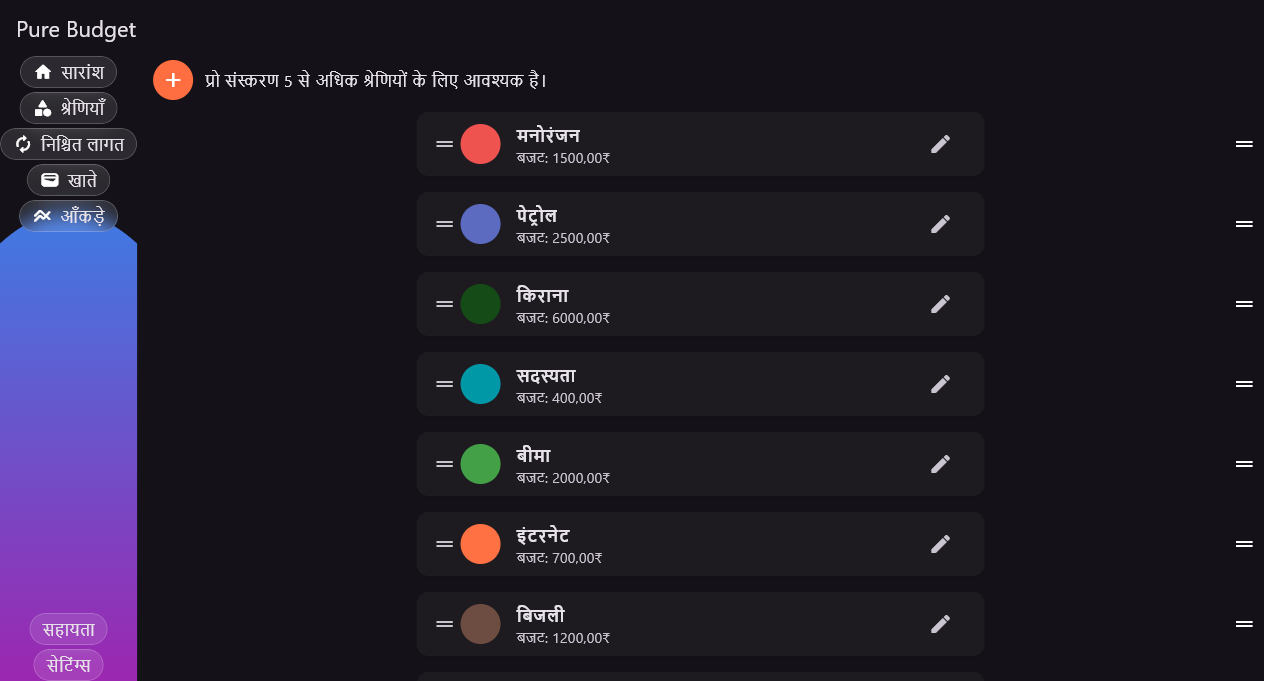 Pure Budget
सारांश
श्रेणियाँ
निश्चित लागत
खाते
आँकड़े
सहायता
सेटिंग्स
प्रो संस्करण 5 से अधिक श्रेणियों के लिए आवश्यक है।
मनोरंजन
बजट: 1500,00₹
पेट्रोल
बजट: 2500,00₹
किराना
बजट: 6000,00₹
सदस्यता
बजट: 400,00₹
बीमा
बजट: 2000,00₹
इंटरनेट
बजट: 700,00₹
बिजली
बजट: 1200,00₹